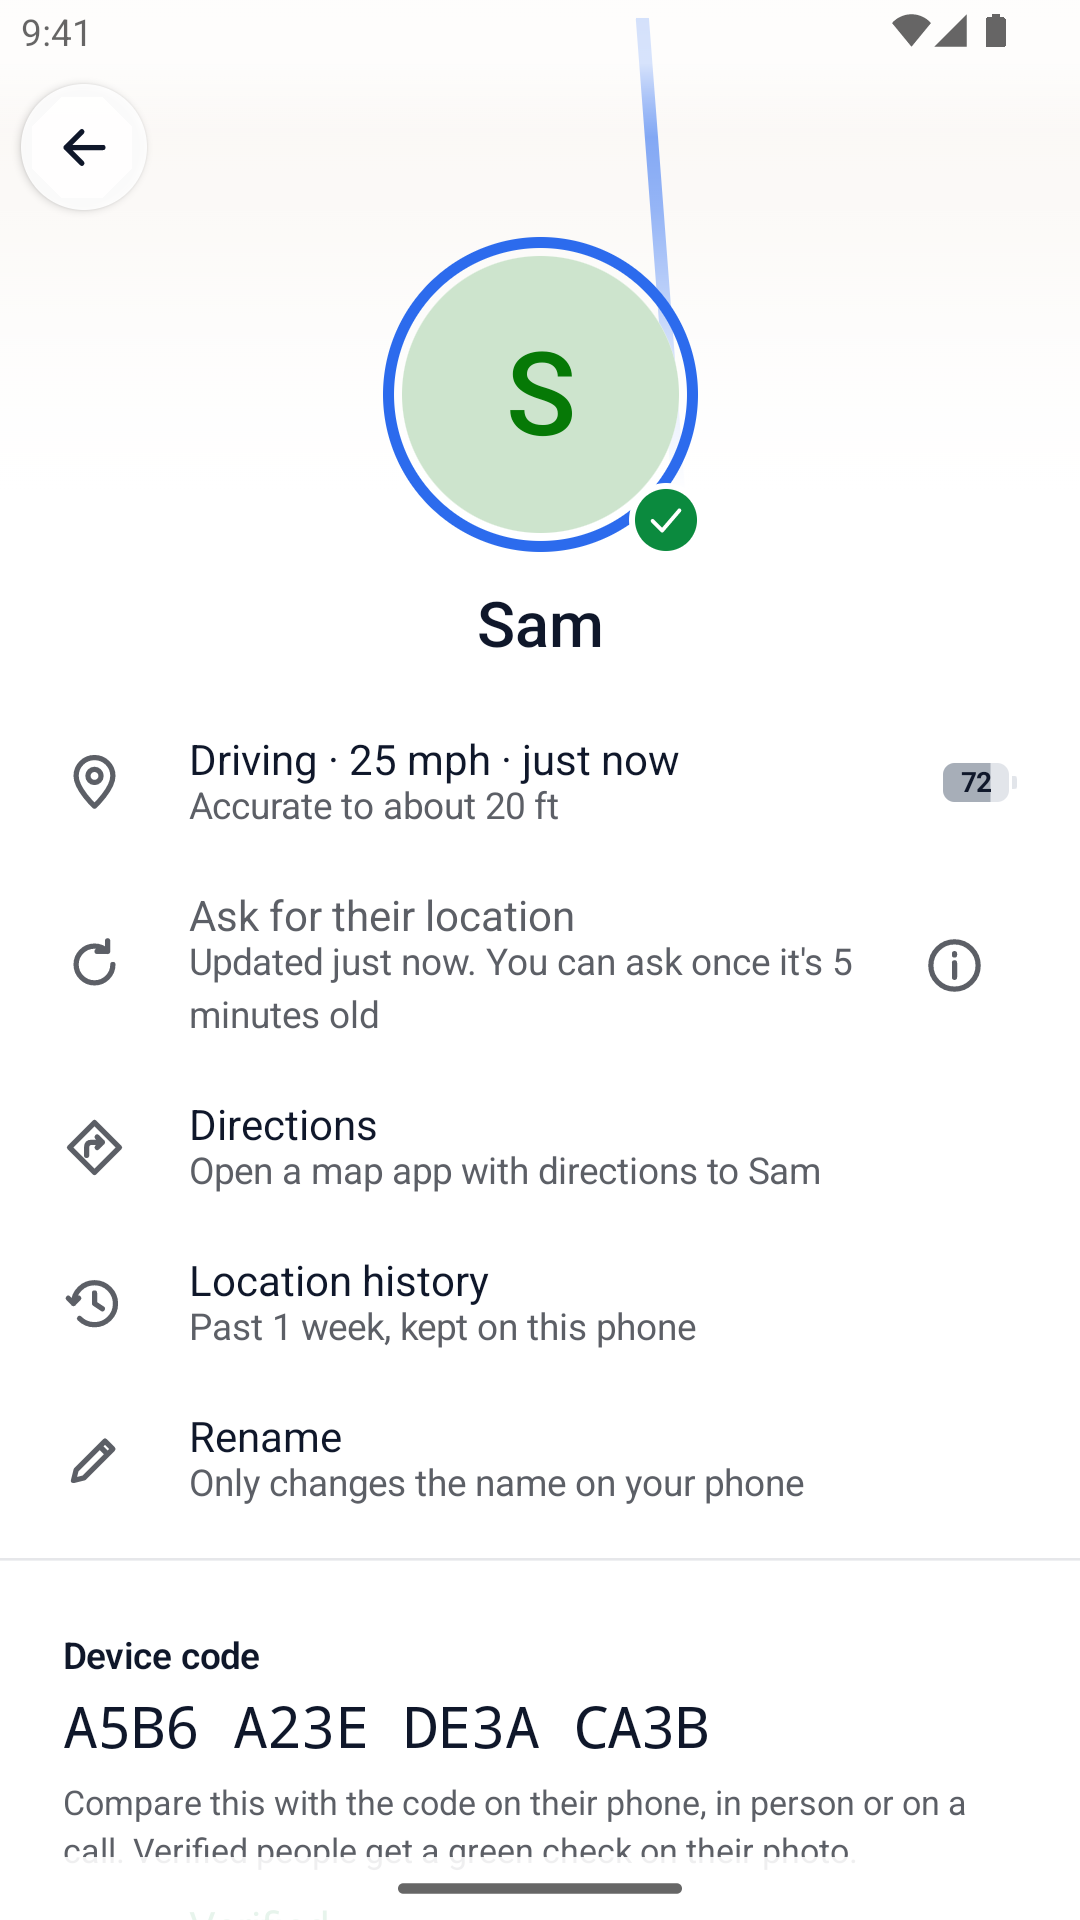 9:41
S
Sam
Driving · 25 mph · just now
72
Accurate to about 20 ft
Ask for their location
Updated just now. You can ask once it's 5
minutes old
Directions
Open a map app with directions to Sam
Location history
Past 1 week, kept on this phone
Rename
Only changes the name on your phone
Device code
A5B6 A23E DE3A CA3B
Compare this with the code on their phone, in person or on a
call. Verified people get a green check on their photo.
Verified